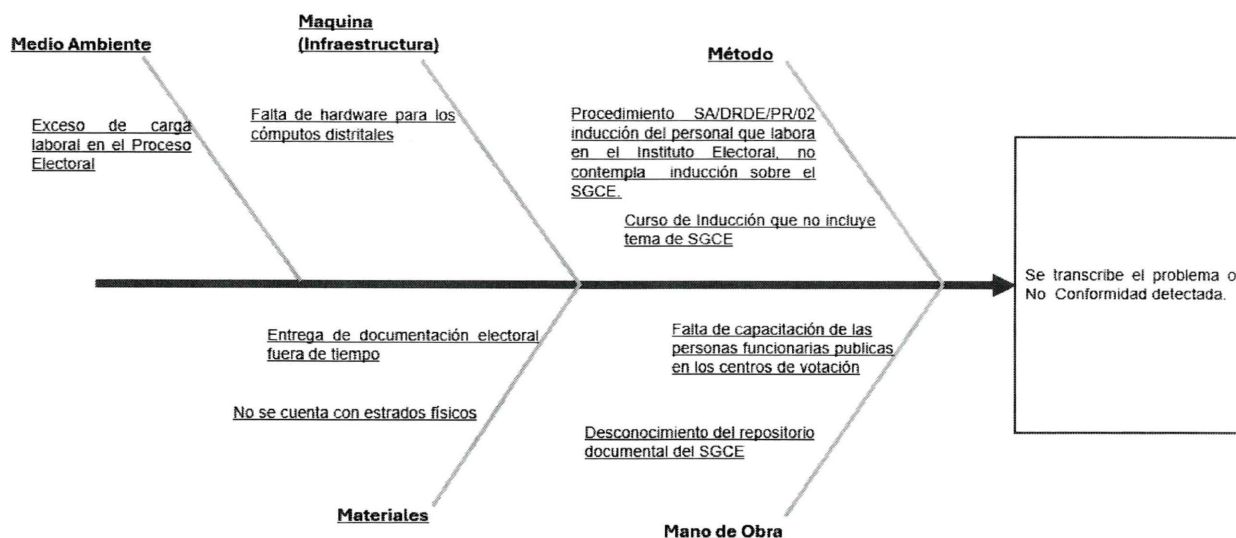 Medio Ambiente
Maquina
(Infraestructura)
Método
Exceso de carga
laboral en el Proceso
Electoral
Falta de hardware para los
cómputos distritales
Procedimiento SA/DRDE/PR/02
inducción del personal que labora
en el Instituto Electoral, no
contempla inducción sobre el
SGCE.
Curso de Inducción que no incluye
tema de SGCE
Se transcribe el problema o
No Conformidad detectada.
Entrega de documentación electoral
fuera de tiempo
No se cuenta con estrados físicos
Falta de capacitación de las
personas funcionarias publicas
en los centros de votación
Desconocimiento del repositorio
documental del SGCE
Materiales
Mano de Obra